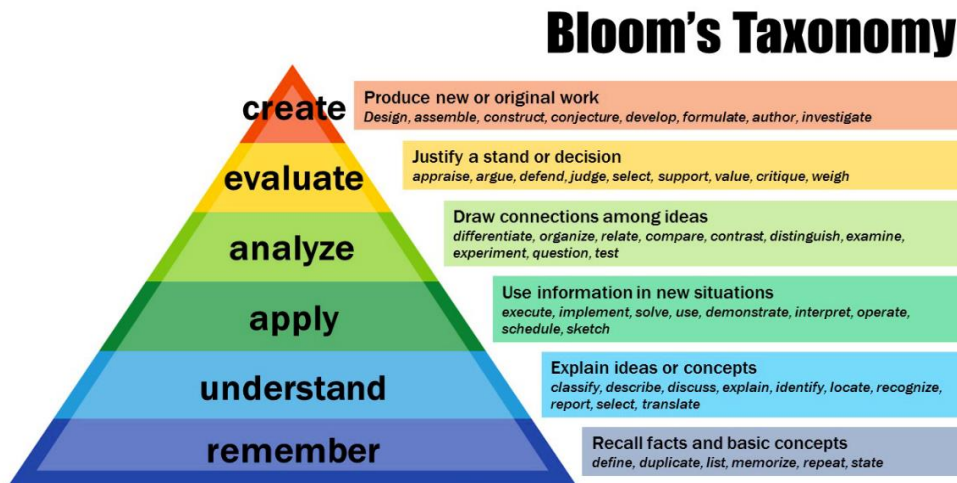 Bloom's Taxonomy
create
Produce new or original work
Design, assemble, construct, conjecture, develop, formulate, author, investigate
evaluate
Justify a stand or decision
appraise, argue, defend, judge, select, support, value, critique, weigh
analyze
Draw connections among ideas
differentiate, organize, relate, compare, contrast, distinguish, examine,
experiment, question, test
apply
Use information in new situations
execute, implement, solve, use, demonstrate, interpret, operate,
schedule, sketch
understand
Explain ideas or concepts
classify, describe, discuss, explain, identify, locate, recognize,
report, select, translate
remember
Recall facts and basic concepts
define, duplicate, list, memorize, repeat, state